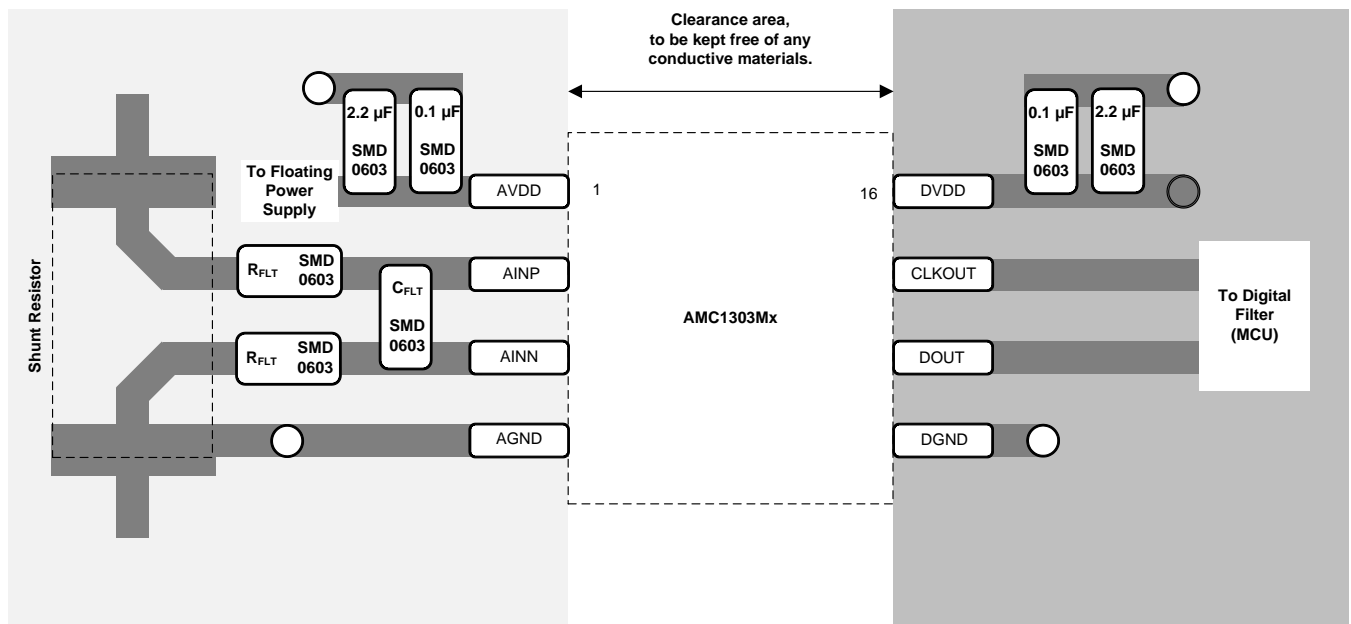 Clearance area,
to be kept free of any
conductive materials.
2.2 µF
SMD
0603
0.1 µF
SMD
0603
0.1 µF
SMD
0603
2.2 µF
SMD
0603
To Floating
Power
Supply
AVDD
1
16
DVDD
Shunt Resistor
RFLT
SMD
0603
CFLT
SMD
0603
AINP
CLKOUT
To Digital
Filter
(MCU)
AMC1303Mx
RFLT
SMD
0603
AINN
DOUT
AGND
DGND